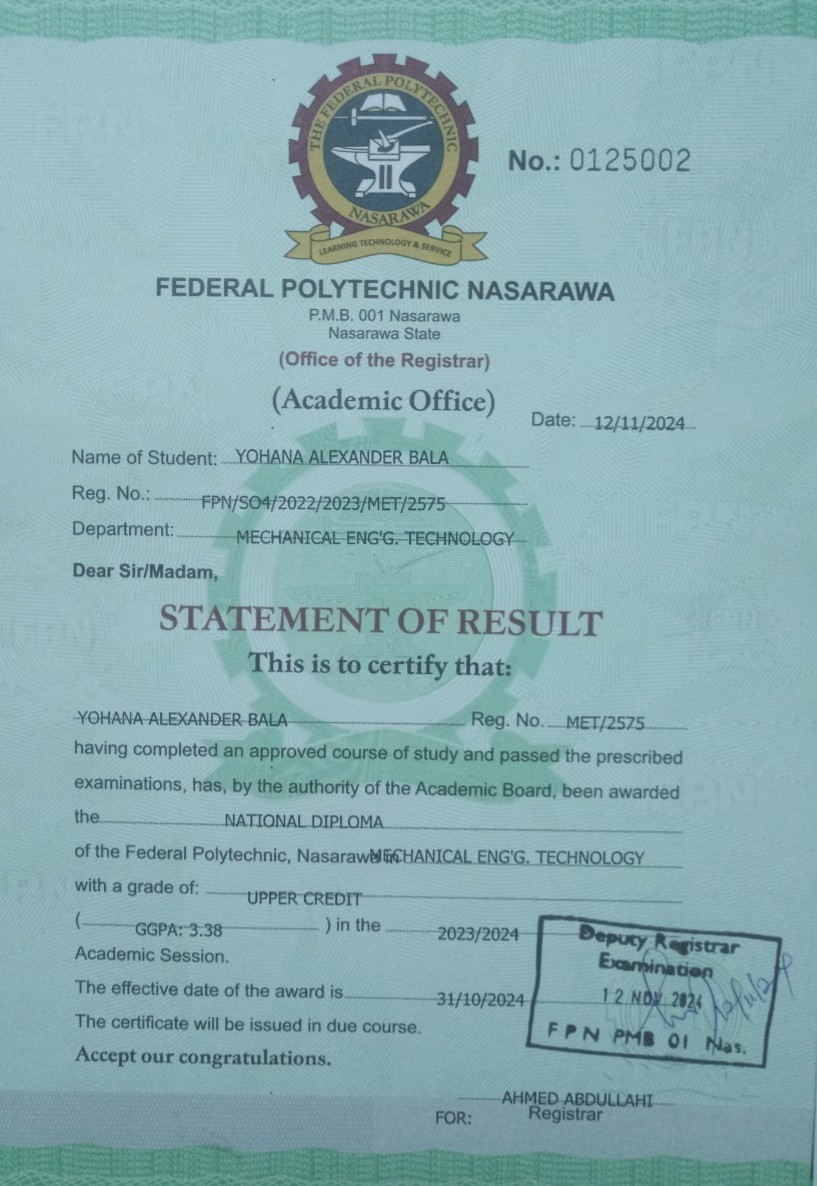 THE FEDERAL POLYTECHNIC
NASARAWA
LEARNING TECHNOLOGY & SERVICE
No.: 0125002
FEDERAL POLYTECHNIC NASARAWA
P.M.B. 001 Nasarawa
Nasarawa State
(Office of the Registrar)
(Academic Office)
Date: 12/11/2024
Name of Student: YOHANA ALEXANDER BALA
Reg. No.: FPN/SO4/2022/2023/MET/2575
Department: MECHANICAL ENG'G. TECHNOLOGY
Dear Sir/Madam,
STATEMENT OF RESULT
This is to certify that:
YOHANA ALEXANDER BALA Reg. No. MET/2575
having completed an approved course of study and passed the prescribed
examinations, has, by the authority of the Academic Board, been awarded
the NATIONAL DIPLOMA
of the Federal Polytechnic, Nasarawa in MECHANICAL ENG'G. TECHNOLOGY
with a grade of: UPPER CREDIT
( GGPA: 3.38 ) in the 2023/2024
Academic Session.
The effective date of the award is 31/10/2024
The certificate will be issued in due course.
Accept our congratulations.
Deputy Registrar
Examination
12 NOV 2024
FPN PMB 01 Nas.
AHMED ABDULLAHI
FOR: Registrar